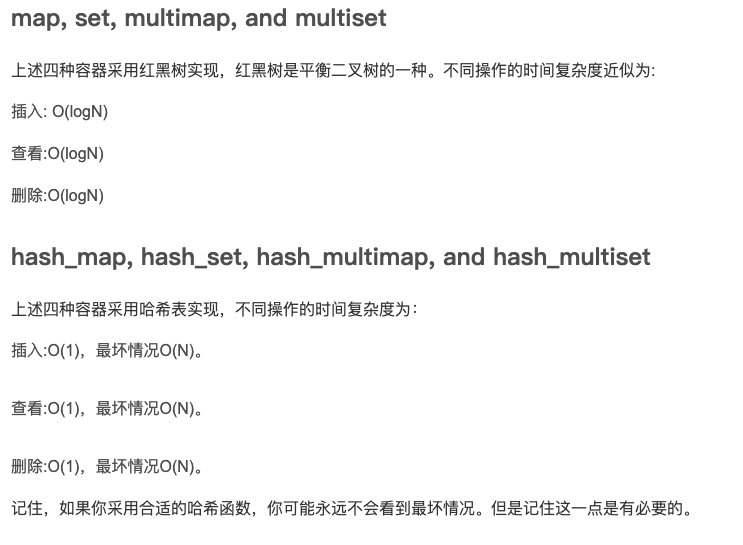 map, set, multimap, and multiset
上述四种容器采用红黑树实现，红黑树是平衡二叉树的一种。不同操作的时间复杂度近似为:
插入: O(logN)
查看:O(logN)
删除:O(logN)
hash_map, hash_set, hash_multimap, and hash_multiset
上述四种容器采用哈希表实现，不同操作的时间复杂度为：
插入:O(1)，最坏情况O(N)。
查看:O(1)，最坏情况O(N)。
删除:O(1)，最坏情况O(N)。
记住，如果你采用合适的哈希函数，你可能永远不会看到最坏情况。但是记住这一点是有必要的。